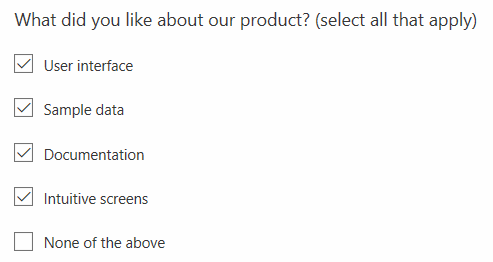 What did you like about our product? (select all that apply)
User interface
Sample data
Documentation
Intuitive screens
None of the above